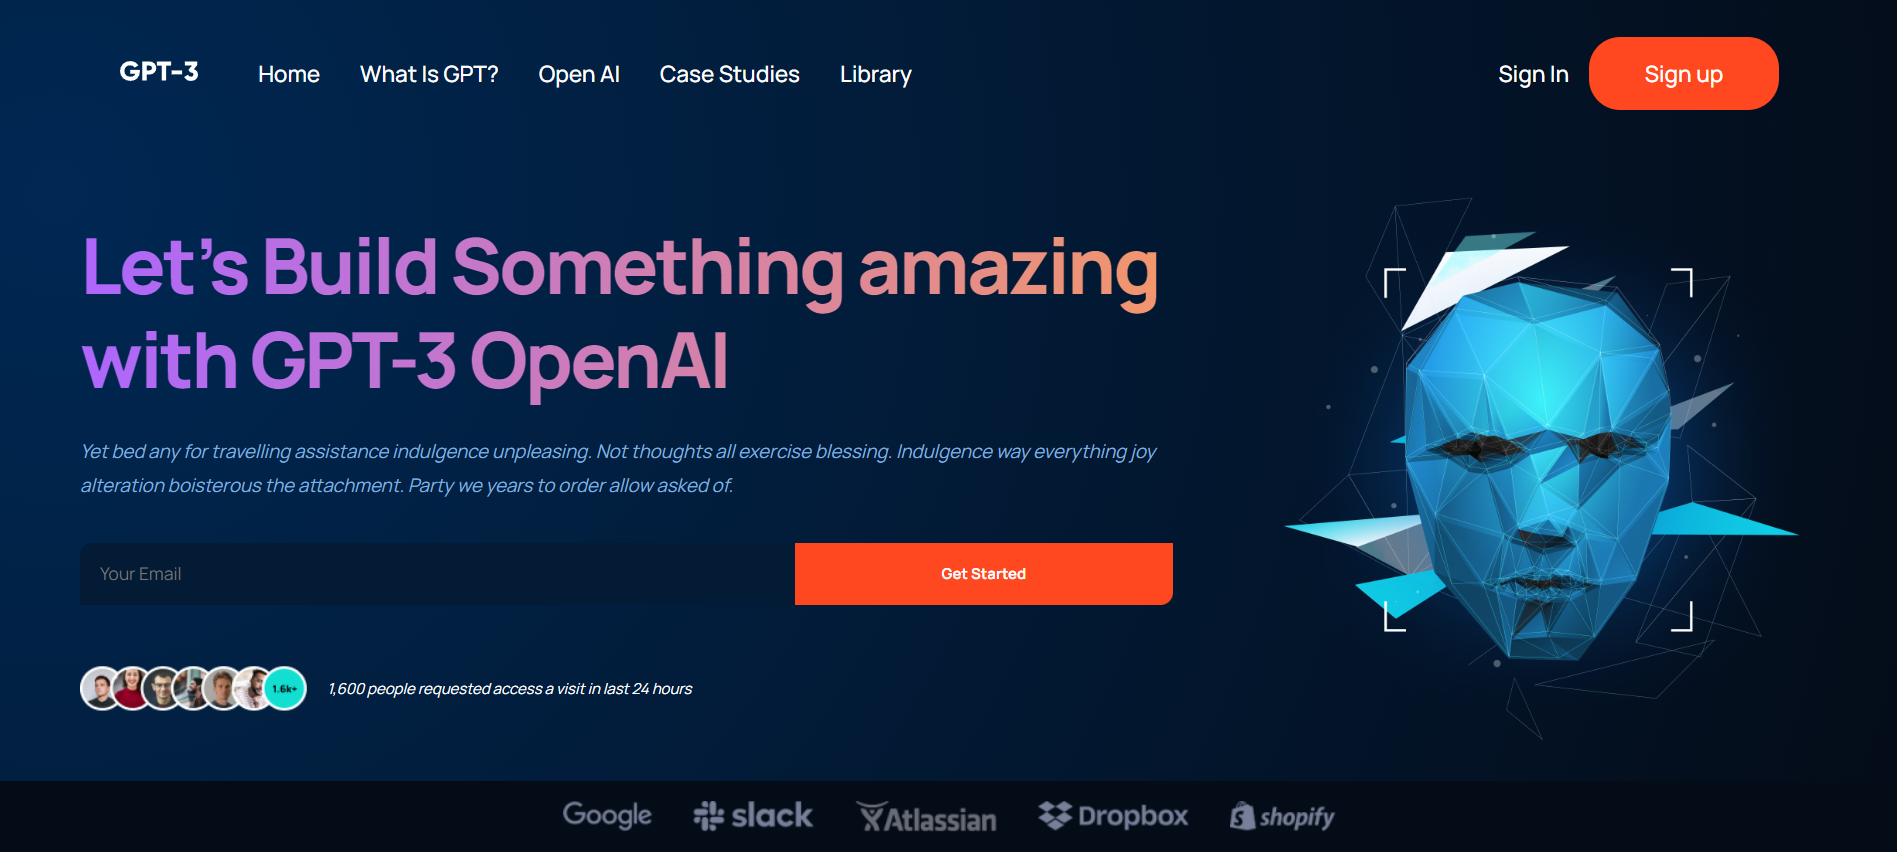 GPT-3 Home What Is GPT? Open AI Case Studies Library Sign In Sign up
Let's Build Something amazing
with GPT-3 OpenAI
Yet bed any for travelling assistance indulgence unpleasing. Not thoughts all exercise blessing. Indulgence way everything joy
alteration boisterous the attachment. Party we years to order allow asked of.
Your Email Get Started
1.6k+ 1,600 people requested access a visit in last 24 hours
Google slack Atlassian Dropbox shopify